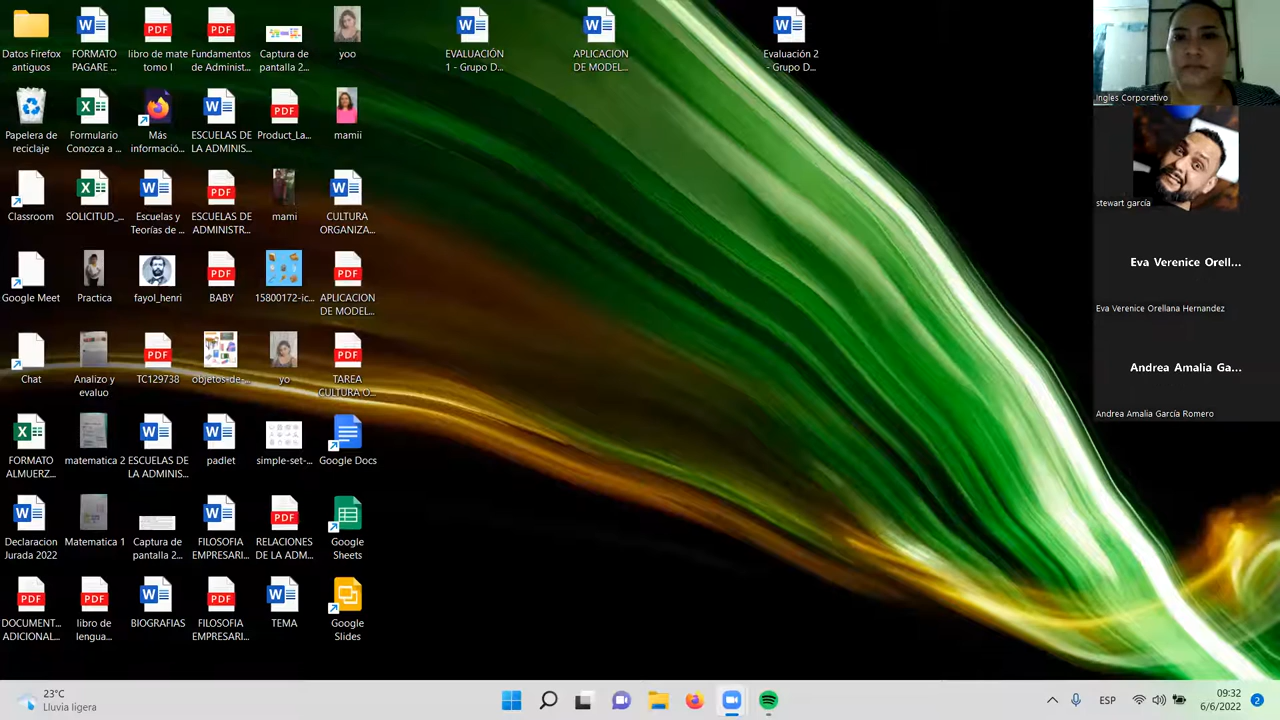 Datos Firefox
antiguos
FORMATO
PAGARE ...
libro de mate
tomo I
Fundamentos
de Administ...
Captura de
pantalla 2...
yoo
EVALUACIÓN
1 - Grupo D...
APLICACION
DE MODEL...
Evaluación 2
- Grupo D...
Papelera de
reciclaje
Formulario
Conozca a ...
Más
informació...
ESCUELAS DE
LA ADMINIS...
Product_La...
mamii
Classroom
SOLICITUD_...
Escuelas y
Teorías de ...
ESCUELAS DE
ADMINISTR...
mami
CULTURA
ORGANIZA...
Google Meet
Practica
fayol_henri
BABY
15800172-ic...
APLICACION
DE MODEL...
Chat
Analizo y
evaluo
TC129738
objetos-de-...
yo
TAREA
CULTURA O...
FORMATO
ALMUERZ...
matematica 2
ESCUELAS DE
LA ADMINIS...
padlet
simple-set-...
Google Docs
Declaracion
Jurada 2022
Matematica 1
Captura de
pantalla 2...
FILOSOFIA
EMPRESARI...
RELACIONES
DE LA ADM...
Google
Sheets
DOCUMENT...
ADICIONAL...
libro de
lengua...
BIOGRAFIAS
FILOSOFIA
EMPRESARI...
TEMA
Google
Slides
Ingles Corporativo
stewart garcía
Eva Verenice Orell...
Eva Verenice Orellana Hernandez
Andrea Amalia Ga...
Andrea Amalia García Romero
23°C
Lluvia ligera
ESP
09:32
6/6/2022
2